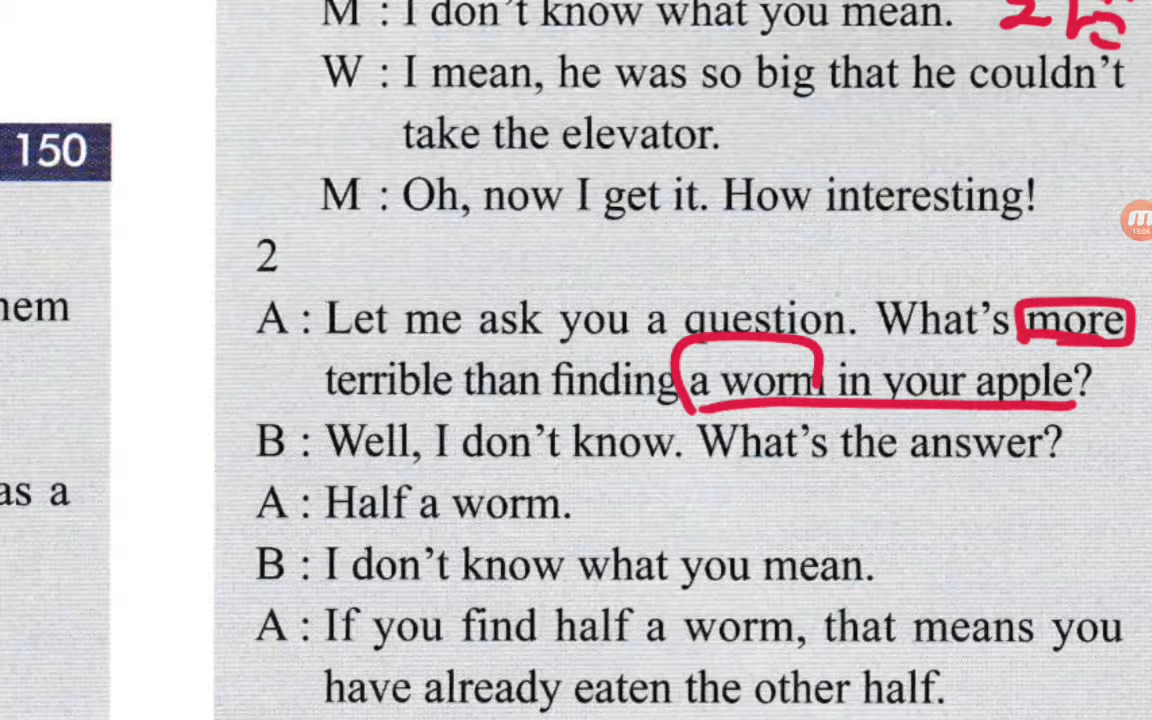 M : I don't know what you mean.
W : I mean, he was so big that he couldn't
take the elevator.
150
M : Oh, now I get it. How interesting!
2
hem
A : Let me ask you a question. What's more
terrible than finding a worm in your apple?
B : Well, I don't know. What's the answer?
as a
A : Half a worm.
B : I don't know what you mean.
A : If you find half a worm, that means you
have already eaten the other half.